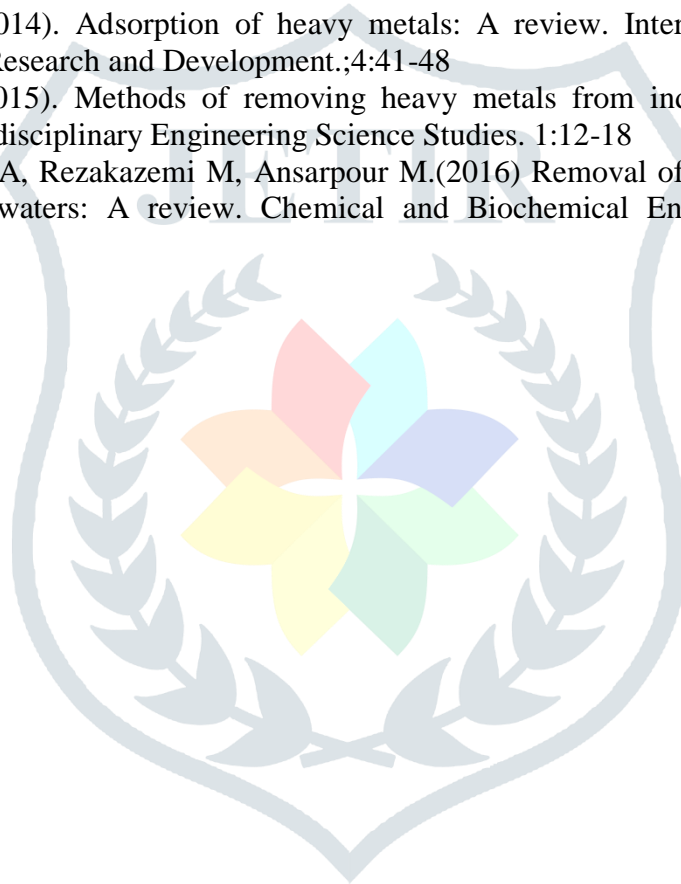 014). Adsorption of heavy metals: A review. Inter
Research and Development.;4:41-48
015). Methods of removing heavy metals from ind
disciplinary Engineering Science Studies. 1:12-18
A, Rezakazemi M, Ansarpour M.(2016) Removal of
waters: A review. Chemical and Biochemical En
JETIR